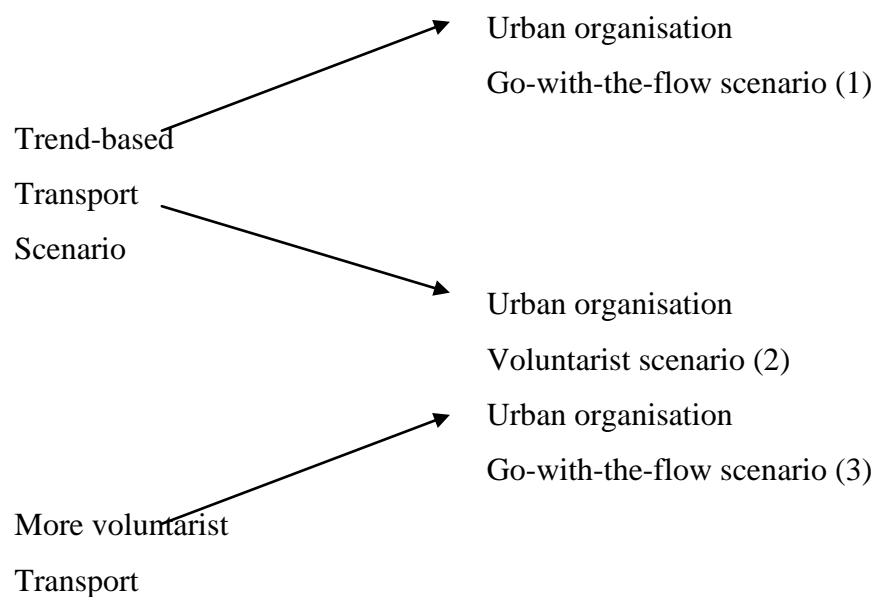 Urban organisation
Go-with-the-flow scenario (1)
Trend-based
Transport
Scenario
Urban organisation
Voluntarist scenario (2)
Urban organisation
Go-with-the-flow scenario (3)
More voluntarist
Transport